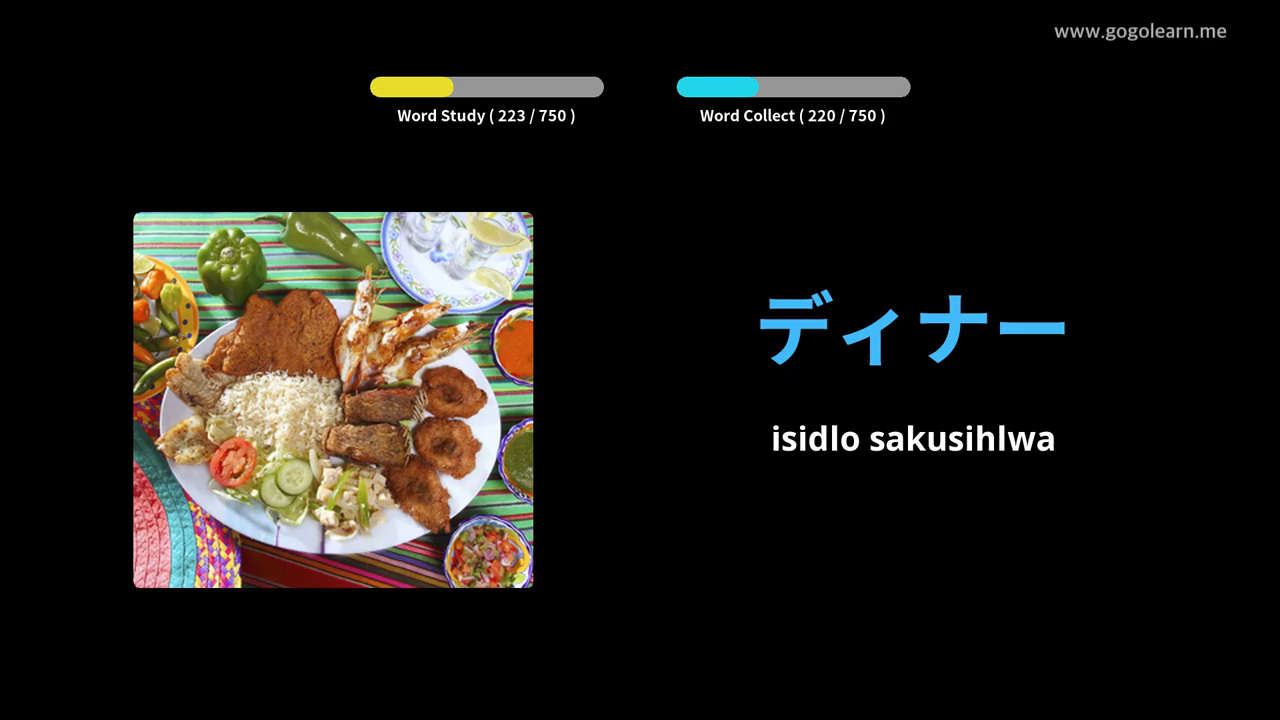 www.gogolearn.me
Word Study ( 223 / 750 )
Word Collect ( 220 / 750 )
ディナー
isidlo sakusihlwa